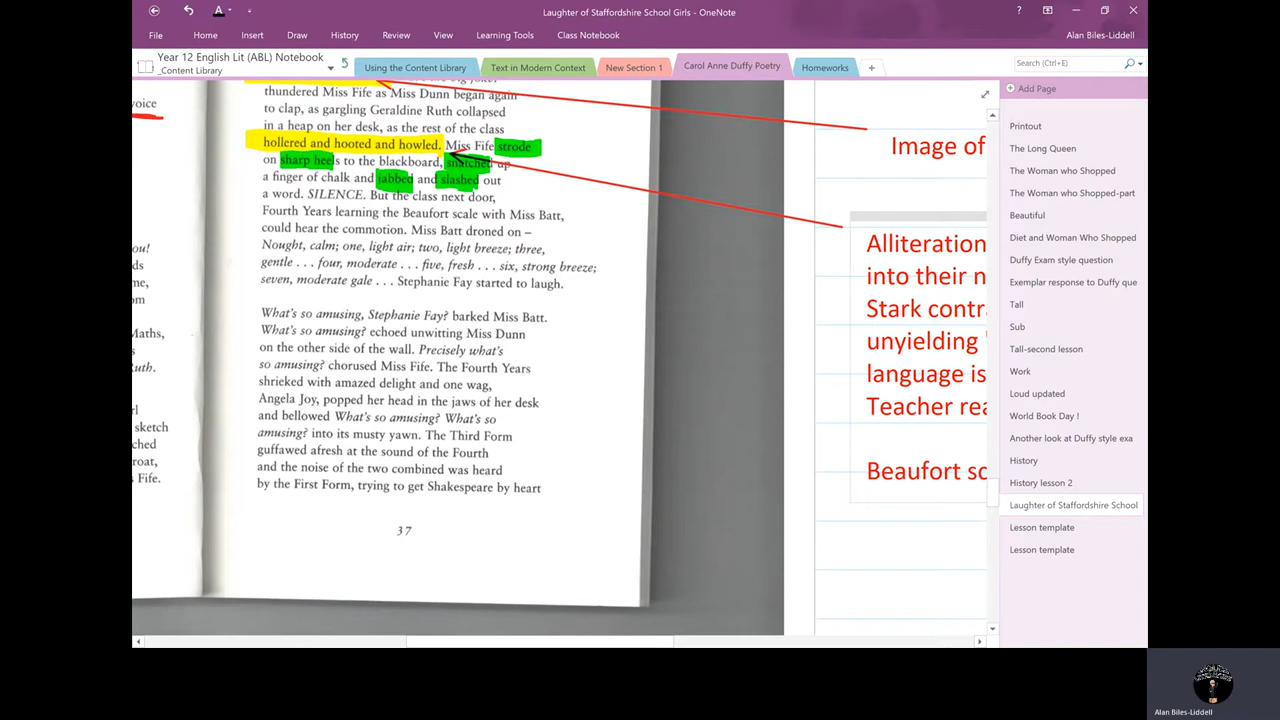 Laughter of Staffordshire School Girls - OneNote
?
Alan Biles-Liddell
File
Home
Insert
Draw
History
Review
View
Learning Tools
Class Notebook
Year 12 English Lit (ABL) Notebook
_Content Library
Using the Content Library
Text in Modern Context
New Section 1
Carol Anne Duffy Poetry
Homeworks
+
Search (Ctrl+E)
voice
ou!
ds
me,
om
Maths,
s
Ruth.
rl
sketch
ched
roat,
s Fife.
thundered Miss Fife as Miss Dunn began again
to clap, as gargling Geraldine Ruth collapsed
in a heap on her desk, as the rest of the class
hollered and hooted and howled. Miss Fife strode
on sharp heels to the blackboard, snatched up
a finger of chalk and jabbed and slashed out
a word. SILENCE. But the class next door,
Fourth Years learning the Beaufort scale with Miss Batt,
could hear the commotion. Miss Batt droned on –
Nought, calm; one, light air; two, light breeze; three,
gentle . . . four, moderate . . . five, fresh . . . six, strong breeze;
seven, moderate gale . . . Stephanie Fay started to laugh.
What's so amusing, Stephanie Fay? barked Miss Batt.
What's so amusing? echoed unwitting Miss Dunn
on the other side of the wall. Precisely what's
so amusing? chorused Miss Fife. The Fourth Years
shrieked with amazed delight and one wag,
Angela Joy, popped her head in the jaws of her desk
and bellowed What's so amusing? What's so
amusing? into its musty yawn. The Third Form
guffawed afresh at the sound of the Fourth
and the noise of the two combined was heard
by the First Form, trying to get Shakespeare by heart
37
Image of
Alliteration
into their n
Stark contr
unyielding '
language is
Teacher rea
Beaufort sc
Add Page
Printout
The Long Queen
The Woman who Shopped
The Woman who Shopped-part
Beautiful
Diet and Woman Who Shopped
Duffy Exam style question
Exemplar response to Duffy que
Tall
Sub
Tall-second lesson
Work
Loud updated
World Book Day !
Another look at Duffy style exa
History
History lesson 2
Laughter of Staffordshire School
Lesson template
Lesson template
Alan Biles-Liddell